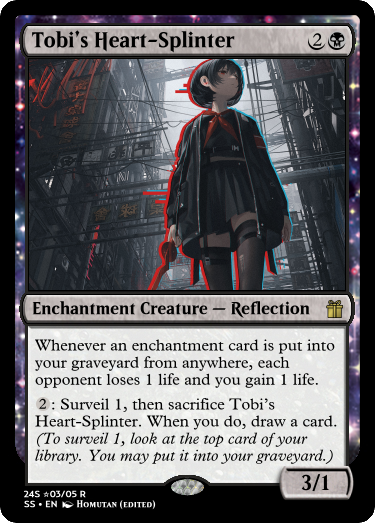 Tobi's Heart-Splinter 2
Enchantment Creature — Reflection
Whenever an enchantment card is put into
your graveyard from anywhere, each
opponent loses 1 life and you gain 1 life.
2: Surveil 1, then sacrifice Tobi's
Heart-Splinter. When you do, draw a card.
(To surveil 1, look at the top card of your
library. You may put it into your graveyard.)
3/1
24S ☆03/05 R
SS • EN Homutan (edited)